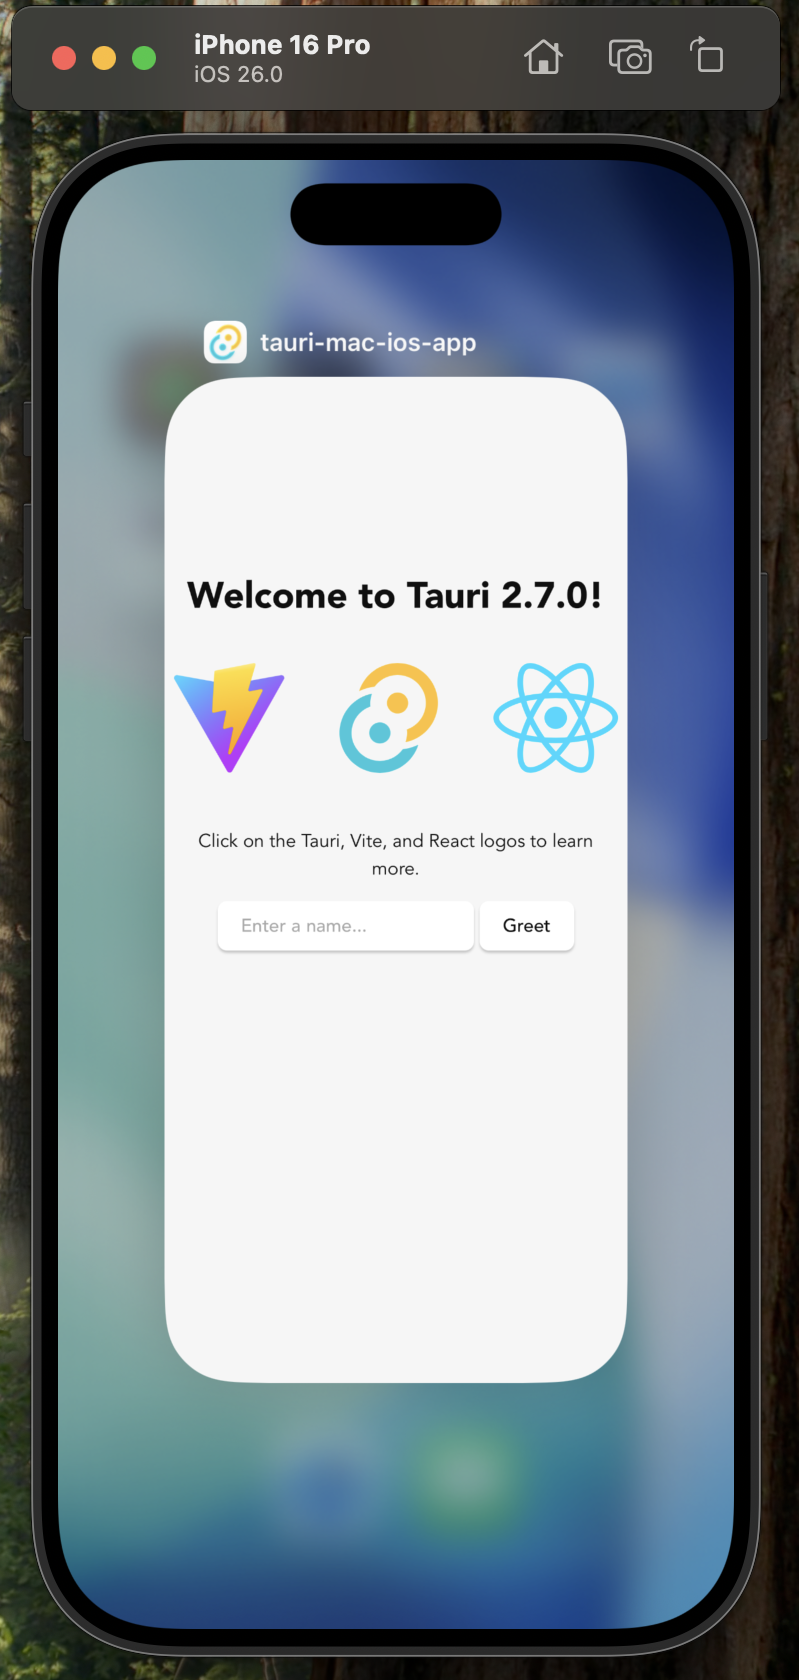 iPhone 16 Pro
iOS 26.0
tauri-mac-ios-app
Welcome to Tauri 2.7.0!
Click on the Tauri, Vite, and React logos to learn
more.
Enter a name...
Greet